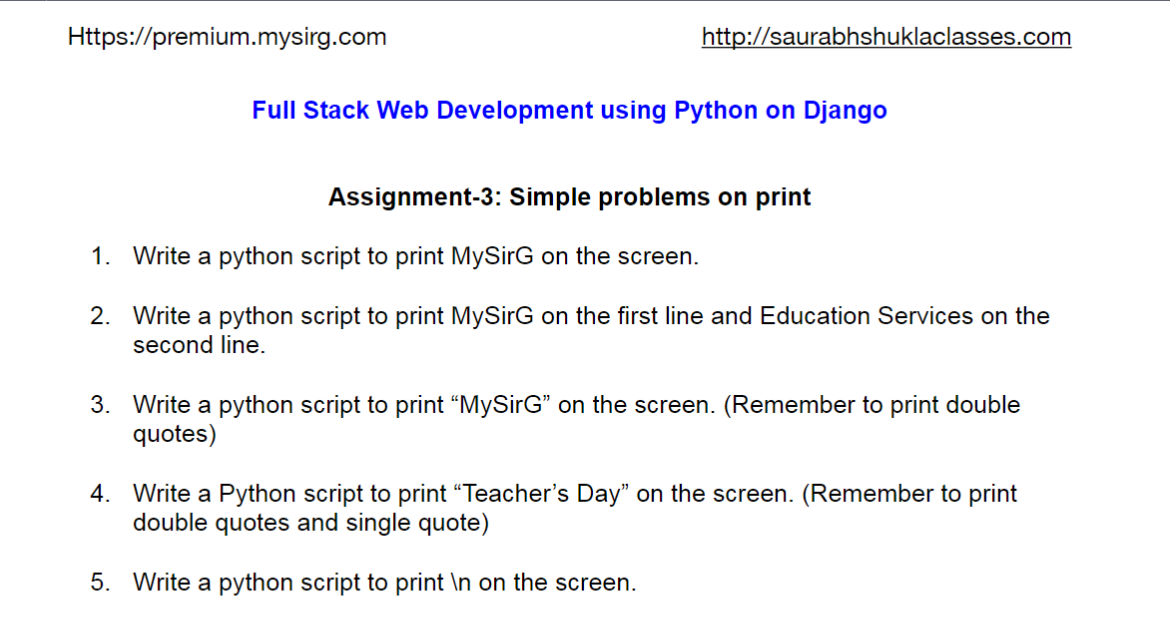 Https://premium.mysirg.com http://saurabhshuklaclasses.com
Full Stack Web Development using Python on Django
Assignment-3: Simple problems on print
1. Write a python script to print MySirG on the screen.
2. Write a python script to print MySirG on the first line and Education Services on the
second line.
3. Write a python script to print “MySirG” on the screen. (Remember to print double
quotes)
4. Write a Python script to print “Teacher’s Day” on the screen. (Remember to print
double quotes and single quote)
5. Write a python script to print \n on the screen.